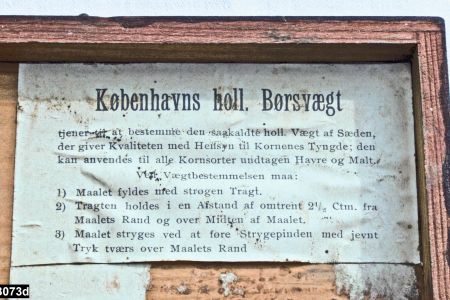 Københavns holl. Børsvægt
tjener til at bestemme den saakaldte holl. Vægt af Sæden,
der giver Kvaliteten med Hensyn til Kornenes Tyngde; den
kan anvendes til alle Kornsorter undtagen Havre og Malt.
Ved Vægtbestemmelsen maa:
1) Maalet fyldes med strøgen Tragt.
2) Tragten holdes i en Afstand af omtrent 2½ Ctm. fra
Maalets Rand og over Midten af Maalet.
3) Maalet stryges ved at føre Strygepinden med jevnt
Tryk tværs over Maalets Rand
3073d